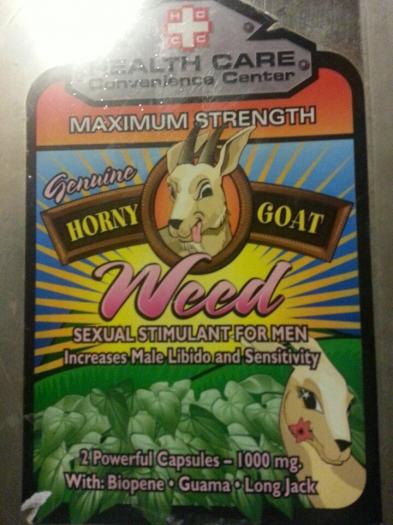 H C
C C
HEALTH CARE
Convenience Center
MAXIMUM STRENGTH
Genuine
HORNY GOAT
Weed
SEXUAL STIMULANT FOR MEN
Increases Male Libido and Sensitivity
2 Powerful Capsules - 1000 mg.
With: Biopene • Guama • Long Jack